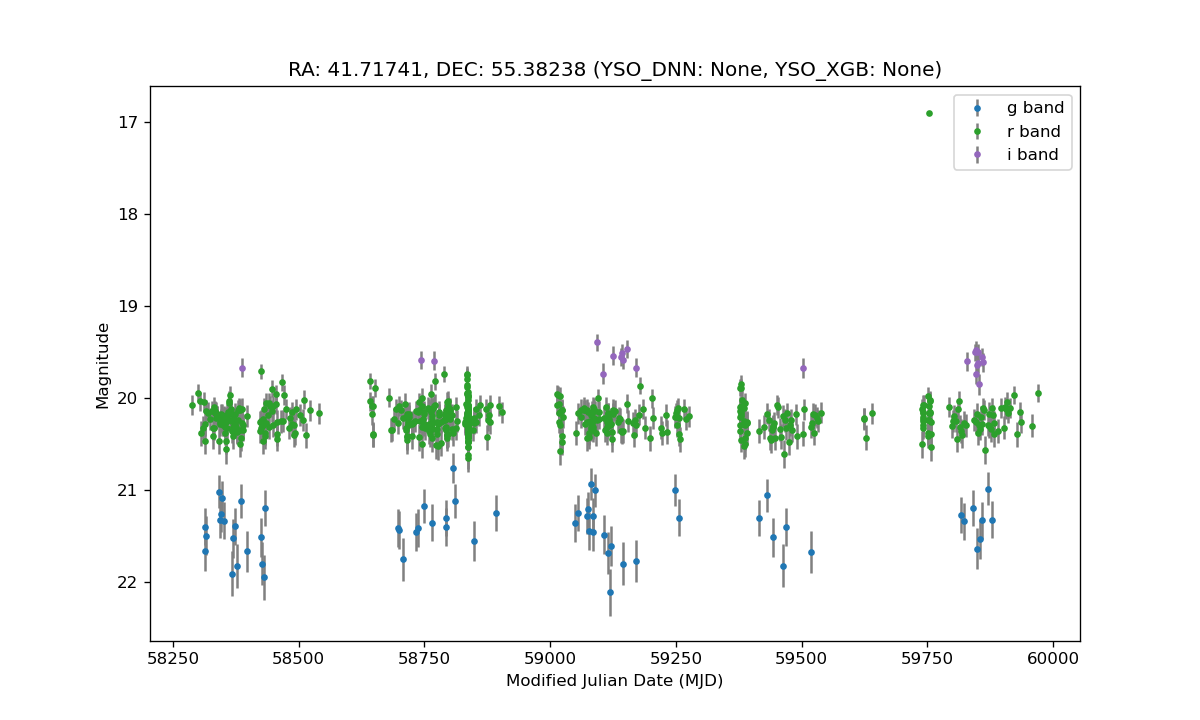 RA: 41.71741, DEC: 55.38238 (YSO_DNN: None, YSO_XGB: None)
g band
r band
i band
Magnitude
17
18
19
20
21
22
58250 58500 58750 59000 59250 59500 59750 60000
Modified Julian Date (MJD)